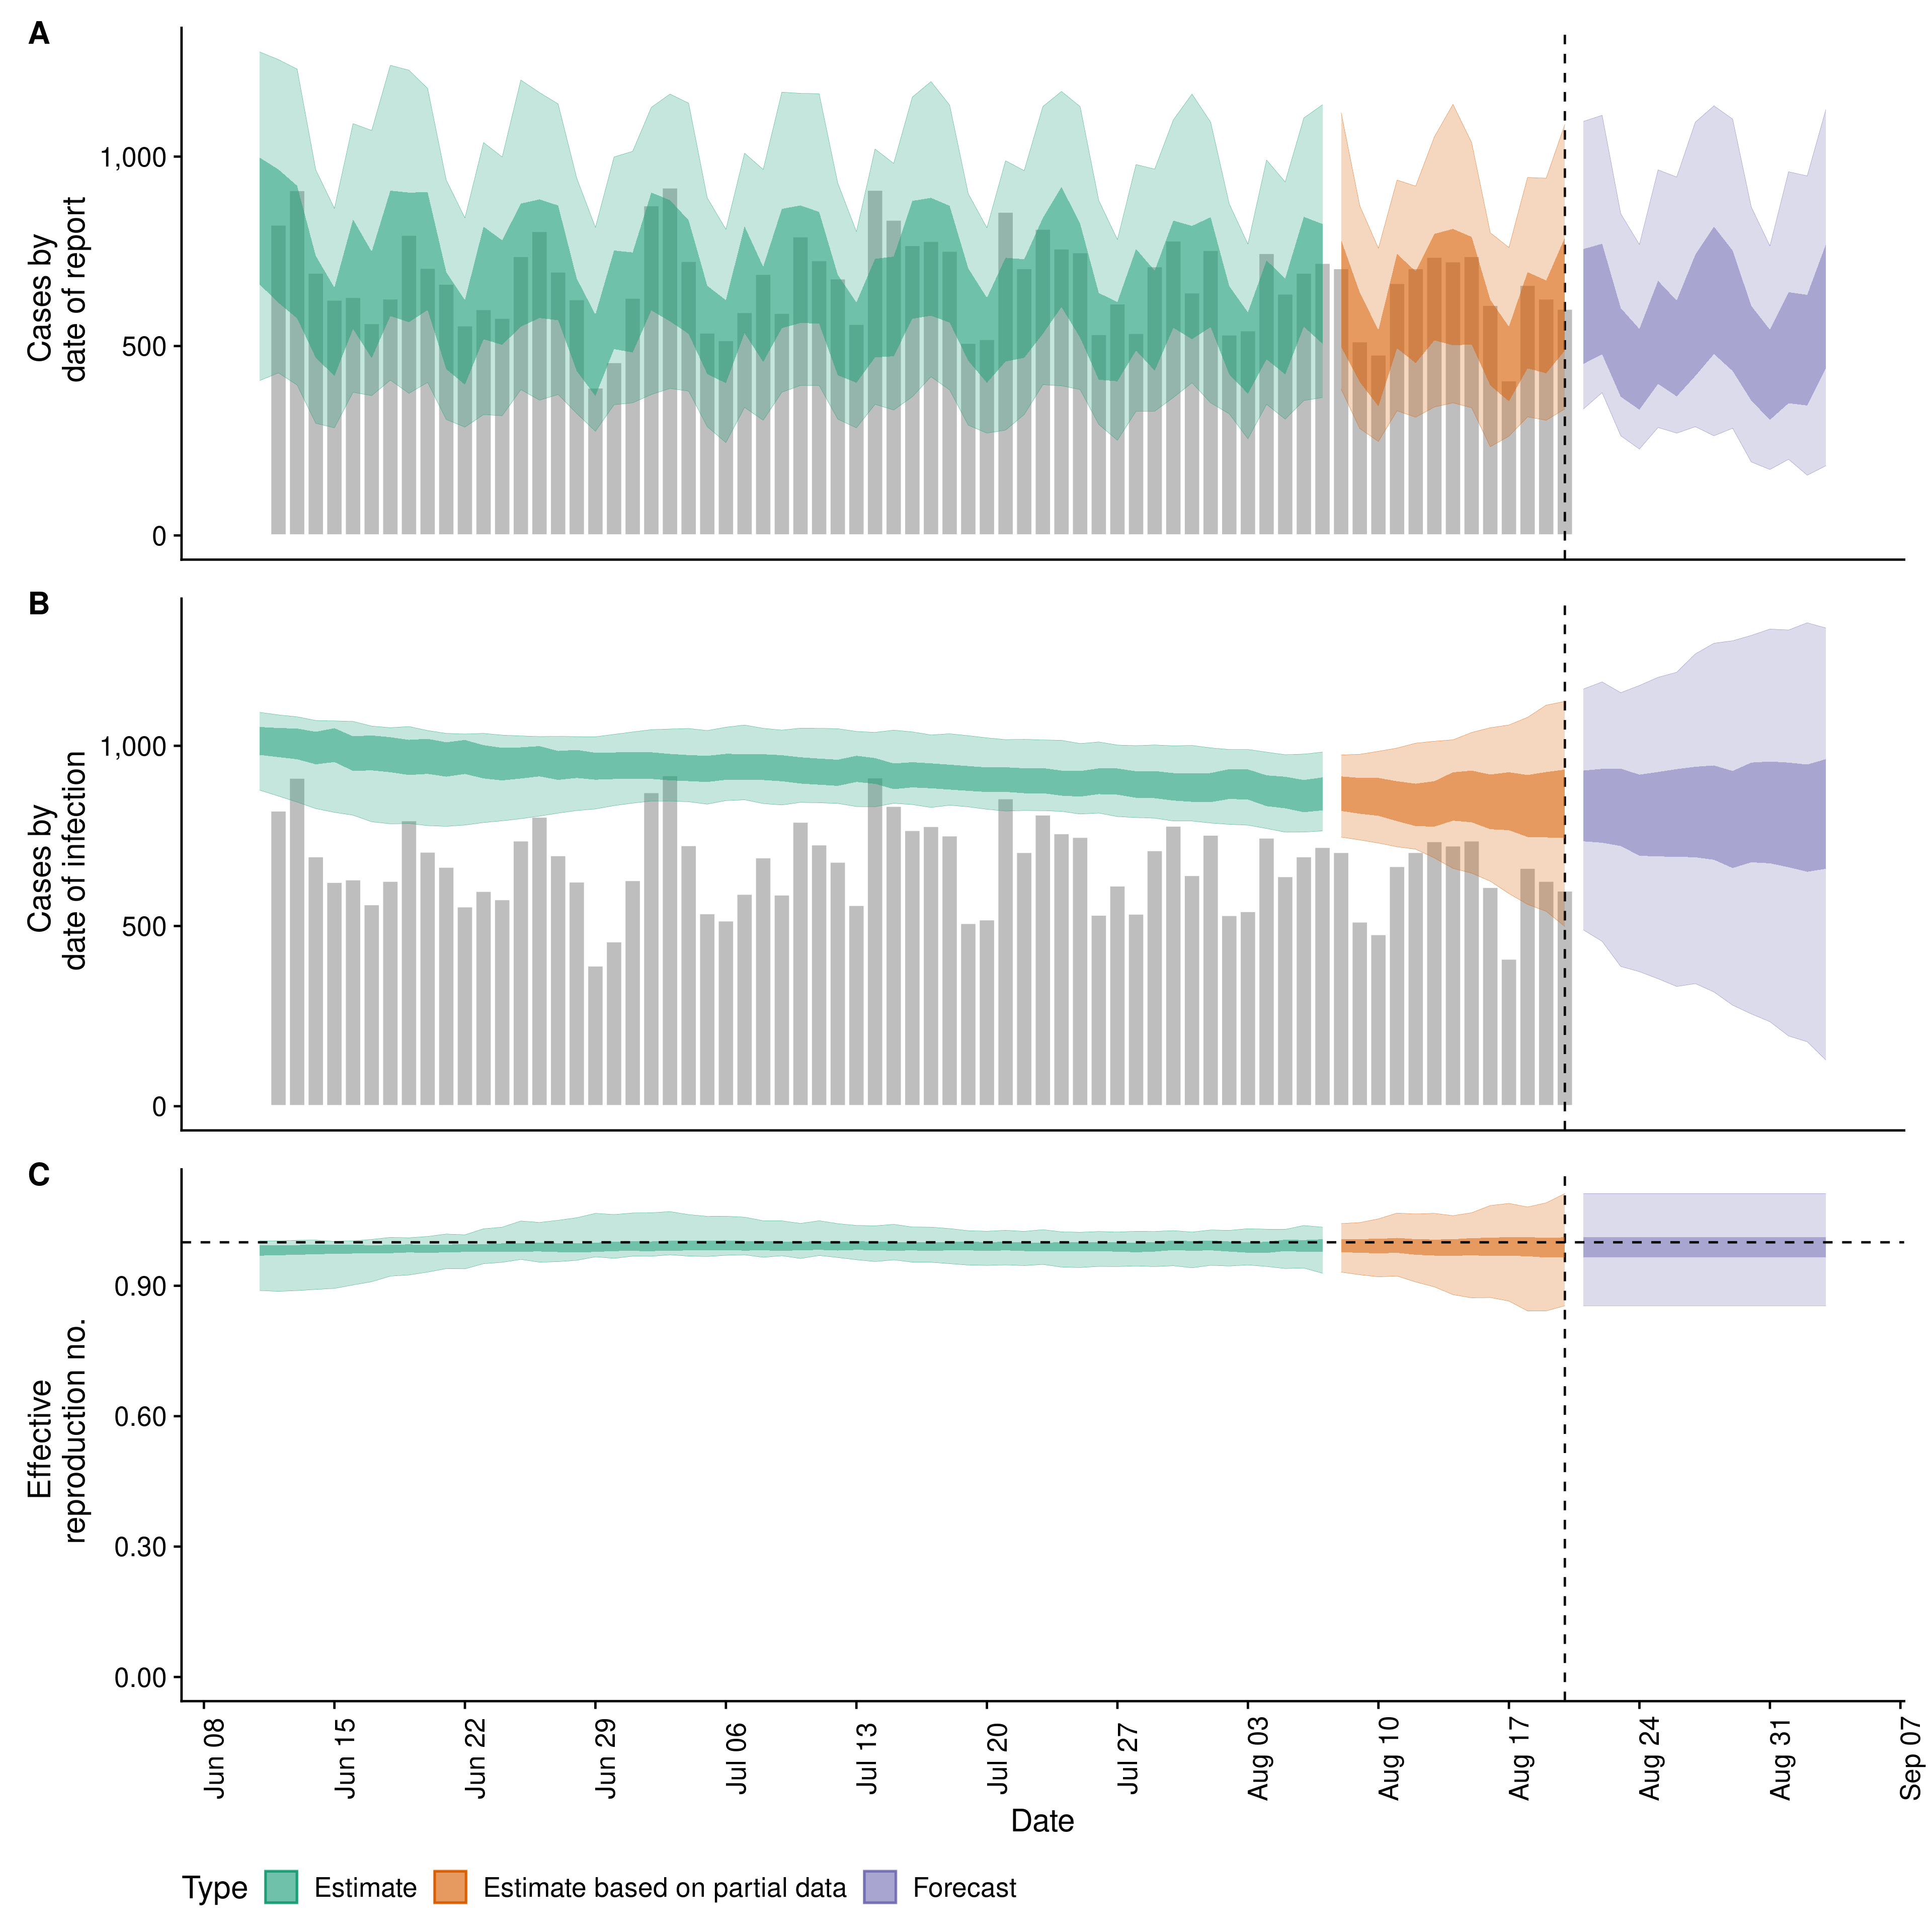 A
Cases by
date of report
1,000
500
0
B
Cases by
date of infection
1,000
500
0
C
Effective
reproduction no.
0.90
0.60
0.30
0.00
Jun 08
Jun 15
Jun 22
Jun 29
Jul 06
Jul 13
Jul 20
Jul 27
Aug 03
Aug 10
Aug 17
Aug 24
Aug 31
Sep 07
Date
Type Estimate Estimate based on partial data Forecast